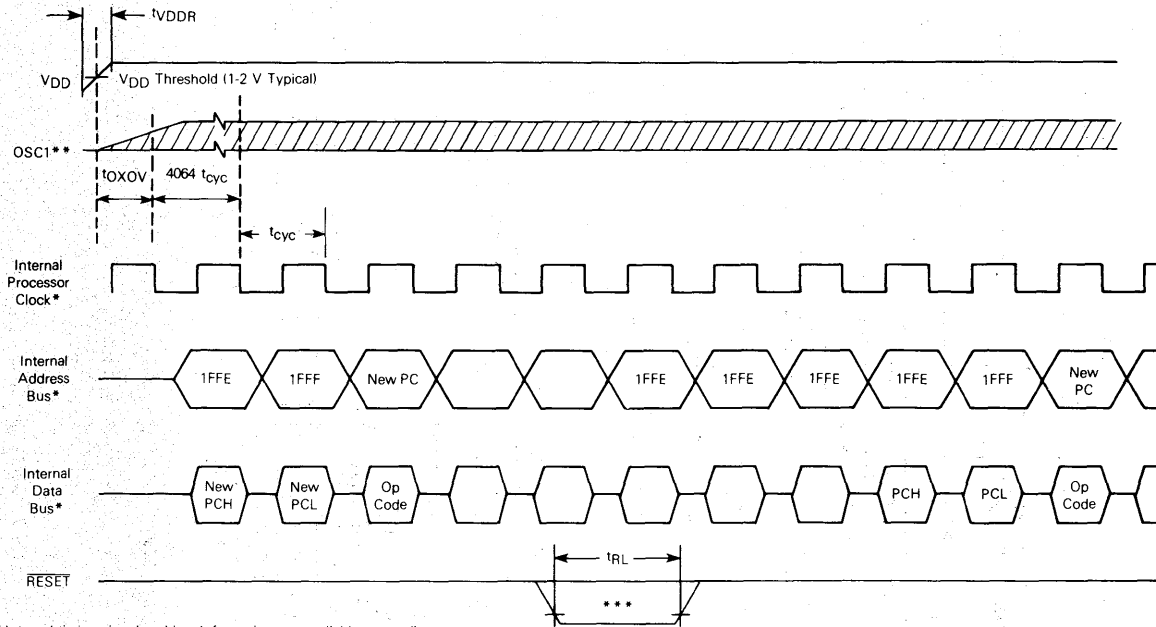 tVDDR
VDD
VDD Threshold (1-2 V Typical)
OSC1**
tOXOV
4064 tcyc
tcyc
Internal
Processor
Clock*
Internal
Address
Bus*
1FFE
1FFF
New PC
1FFE
1FFE
1FFE
1FFE
1FFF
New
PC
Internal
Data
Bus*
New
PCH
New
PCL
Op
Code
PCH
PCL
Op
Code
tRL
RESET
***